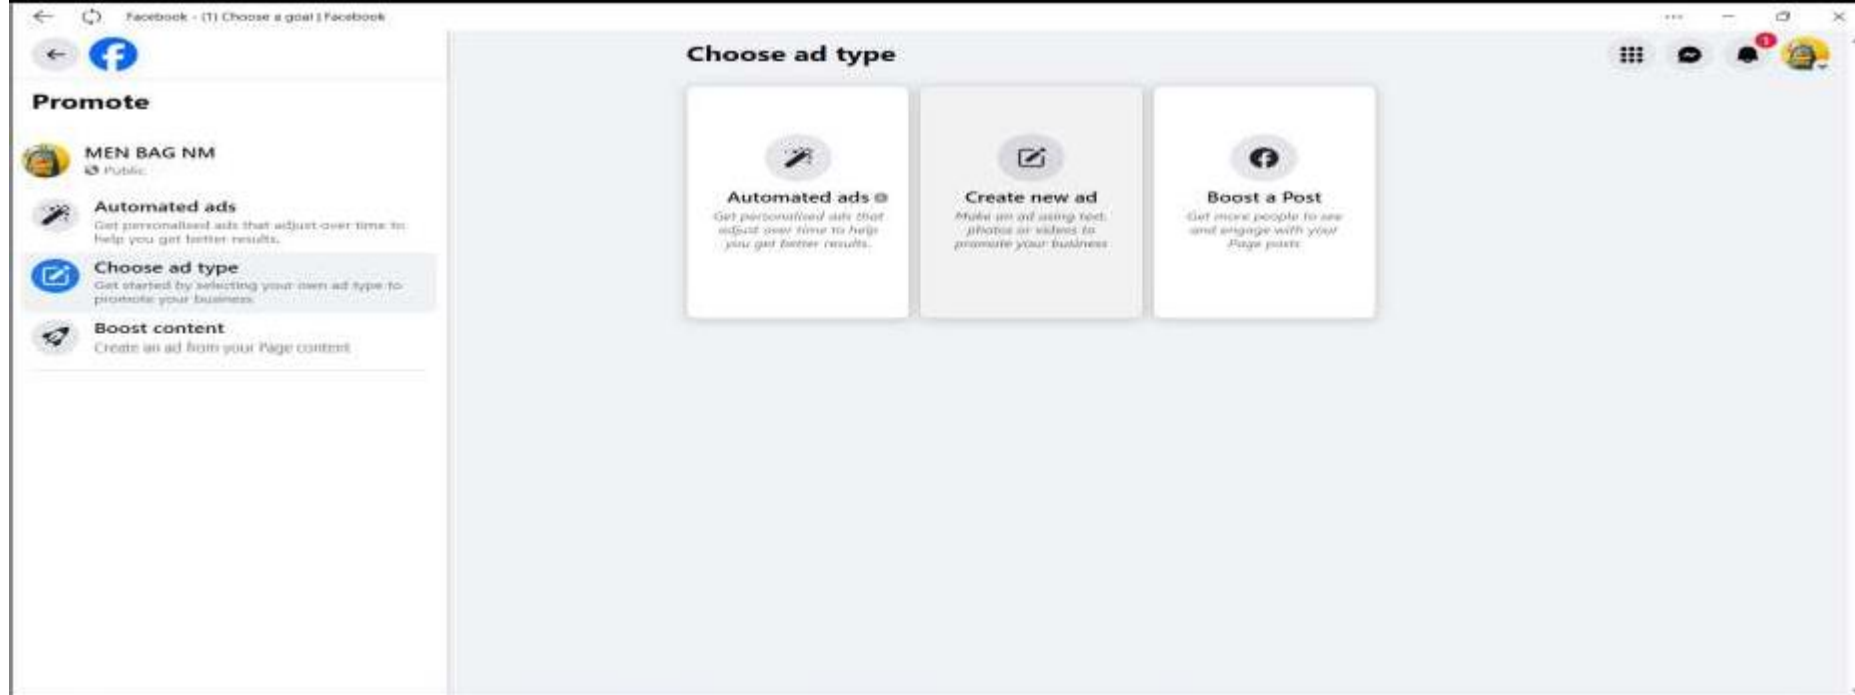 Facebook - (1) Choose a goal | Facebook
Promote
MEN BAG NM
Public
Automated ads
Get personalised ads that adjust over time to
help you get better results.
Choose ad type
Get started by selecting your own ad type to
promote your business
Boost content
Create an ad from your Page content
Choose ad type
1
Automated ads
Get personalised ads that
adjust over time to help
you get better results.
Create new ad
Make an ad using text,
photos or videos to
promote your business
Boost a Post
Get more people to see
and engage with your
Page posts